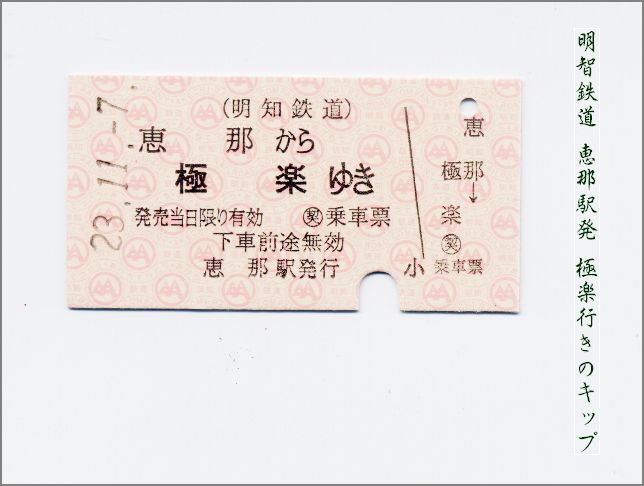 23.11.-7.
(明知鉄道)
恵 那 から
極 楽 ゆき
発売当日限り有効 ㋖乗車票
下車前途無効
恵 那 駅発行
小
恵那→極楽
乗車票
明智鉄道 恵那駅発 極楽行きのキップ